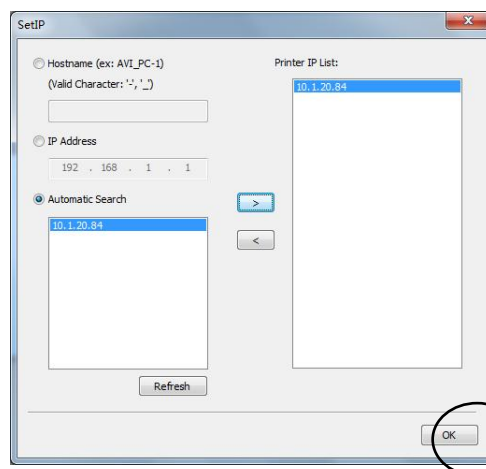 SetIP
Hostname (ex: AVI_PC-1)
(Valid Character: '-', '_')
IP Address
192 . 168 . 1 . 1
Automatic Search
10.1.20.84
Refresh
>
<
Printer IP List:
10.1.20.84
OK